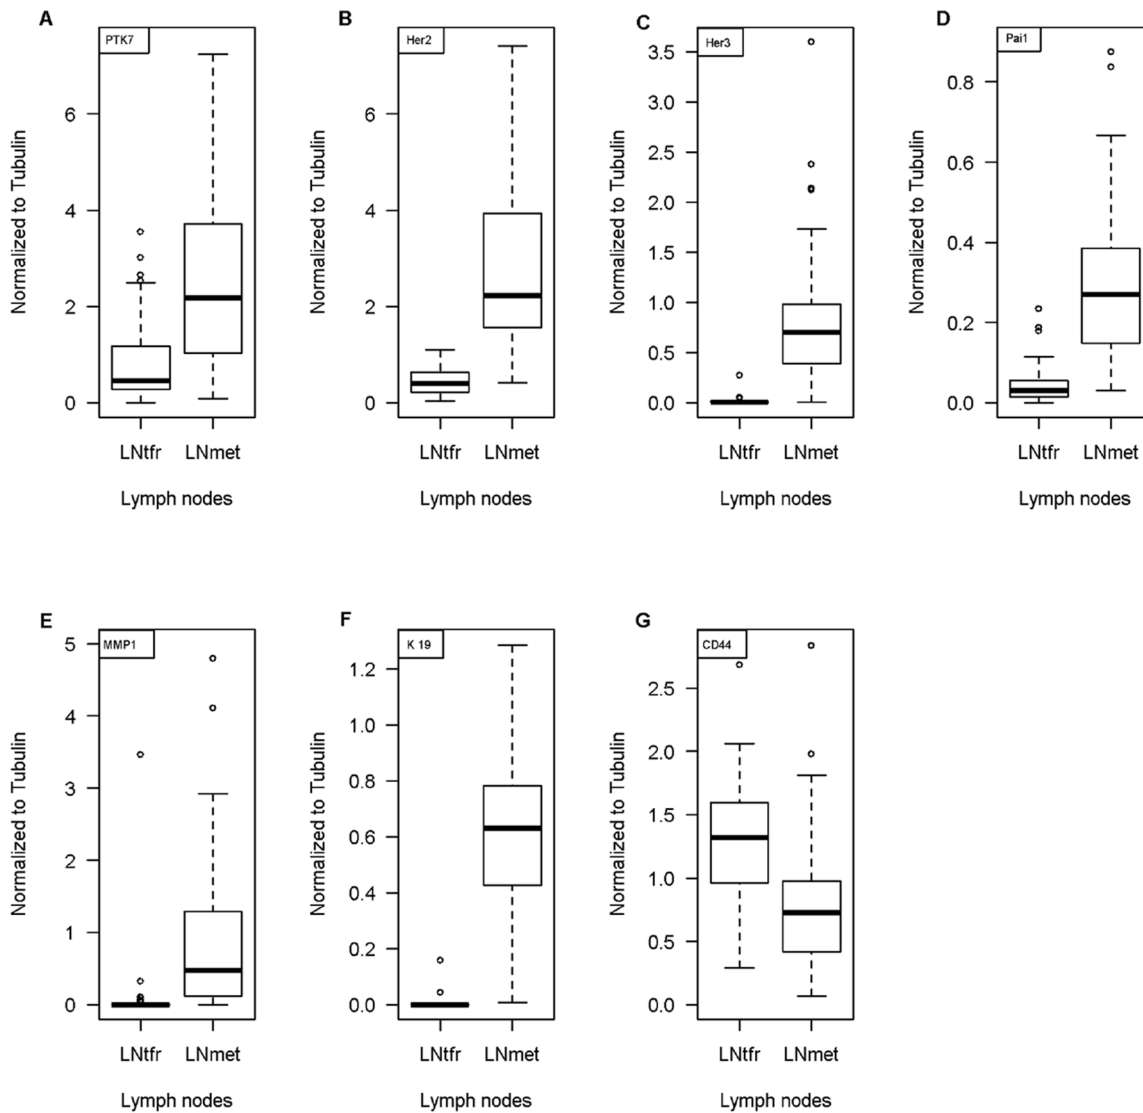 A
PTK7
Normalized to Tubulin
6
4
2
0
LNtfr LNmet
Lymph nodes
B
Her2
Normalized to Tubulin
6
4
2
0
LNtfr LNmet
Lymph nodes
C
Her3
Normalized to Tubulin
3.5
3.0
2.5
2.0
1.5
1.0
0.5
0.0
LNtfr LNmet
Lymph nodes
D
Pai1
Normalized to Tubulin
0.8
0.6
0.4
0.2
0.0
LNtfr LNmet
Lymph nodes
E
MMP1
Normalized to Tubulin
5
4
3
2
1
0
LNtfr LNmet
Lymph nodes
F
K 19
Normalized to Tubulin
1.2
1.0
0.8
0.6
0.4
0.2
0.0
LNtfr LNmet
Lymph nodes
G
CD44
Normalized to Tubulin
2.5
2.0
1.5
1.0
0.5
0.0
LNtfr LNmet
Lymph nodes